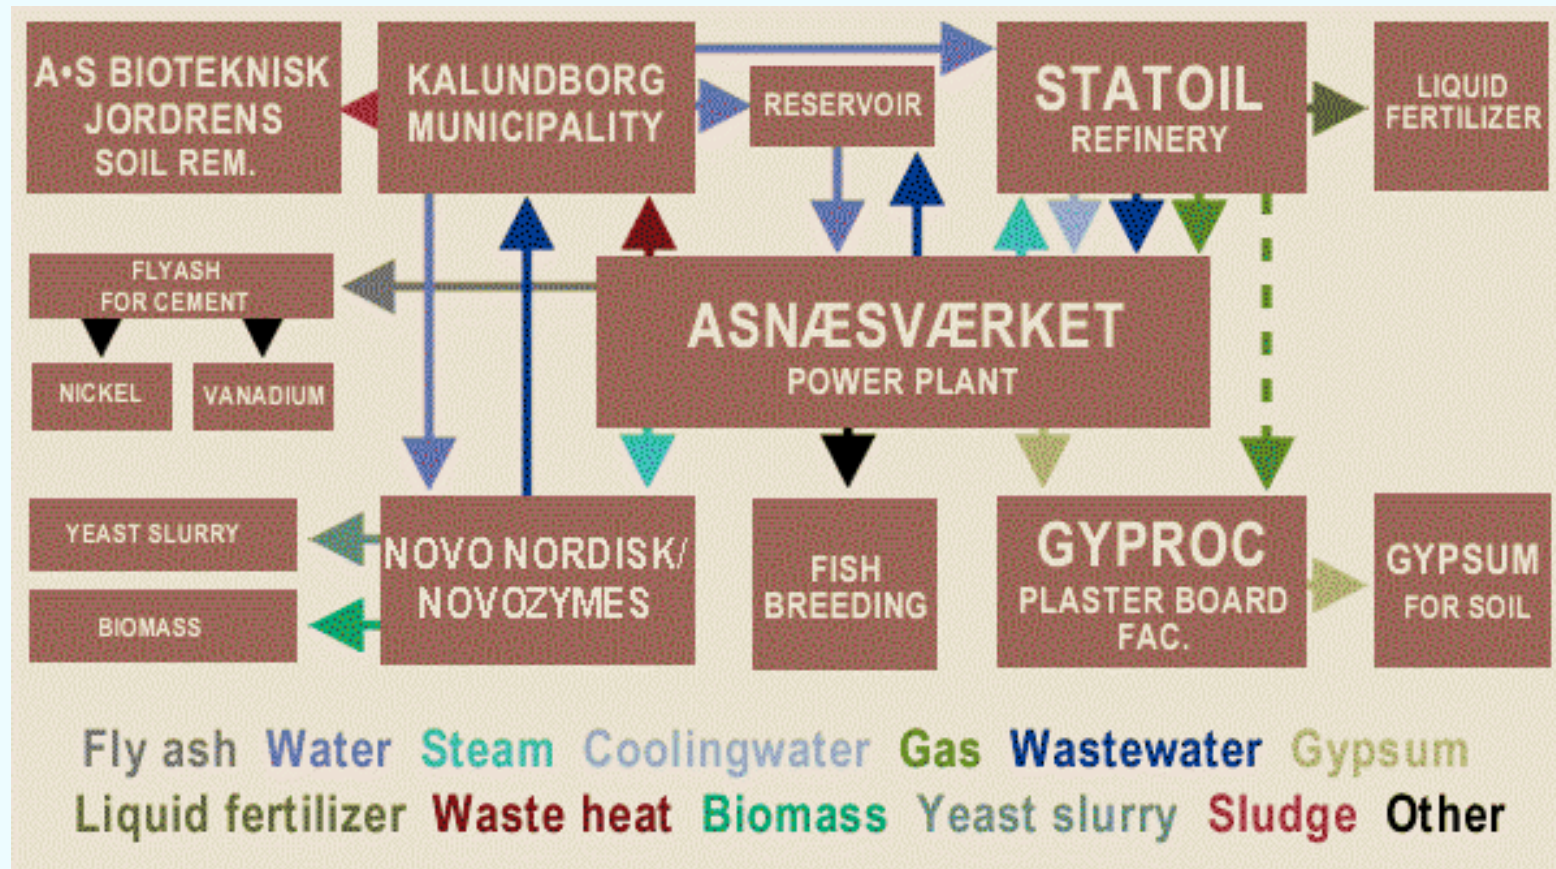 A•S BIOTEKNISK
JORDRENS
SOIL REM.
KALUNDBORG
MUNICIPALITY
RESERVOIR
STATOIL
REFINERY
LIQUID
FERTILIZER
FLYASH
FOR CEMENT
NICKEL
VANADIUM
ASNÆSVÆRKET
POWER PLANT
YEAST SLURRY
BIOMASS
NOVO NORDISK/
NOVOZYMES
FISH
BREEDING
GYPROC
PLASTER BOARD
FAC.
GYPSUM
FOR SOIL
Fly ash Water Steam Coolingwater Gas Wastewater Gypsum
Liquid fertilizer Waste heat Biomass Yeast slurry Sludge Other